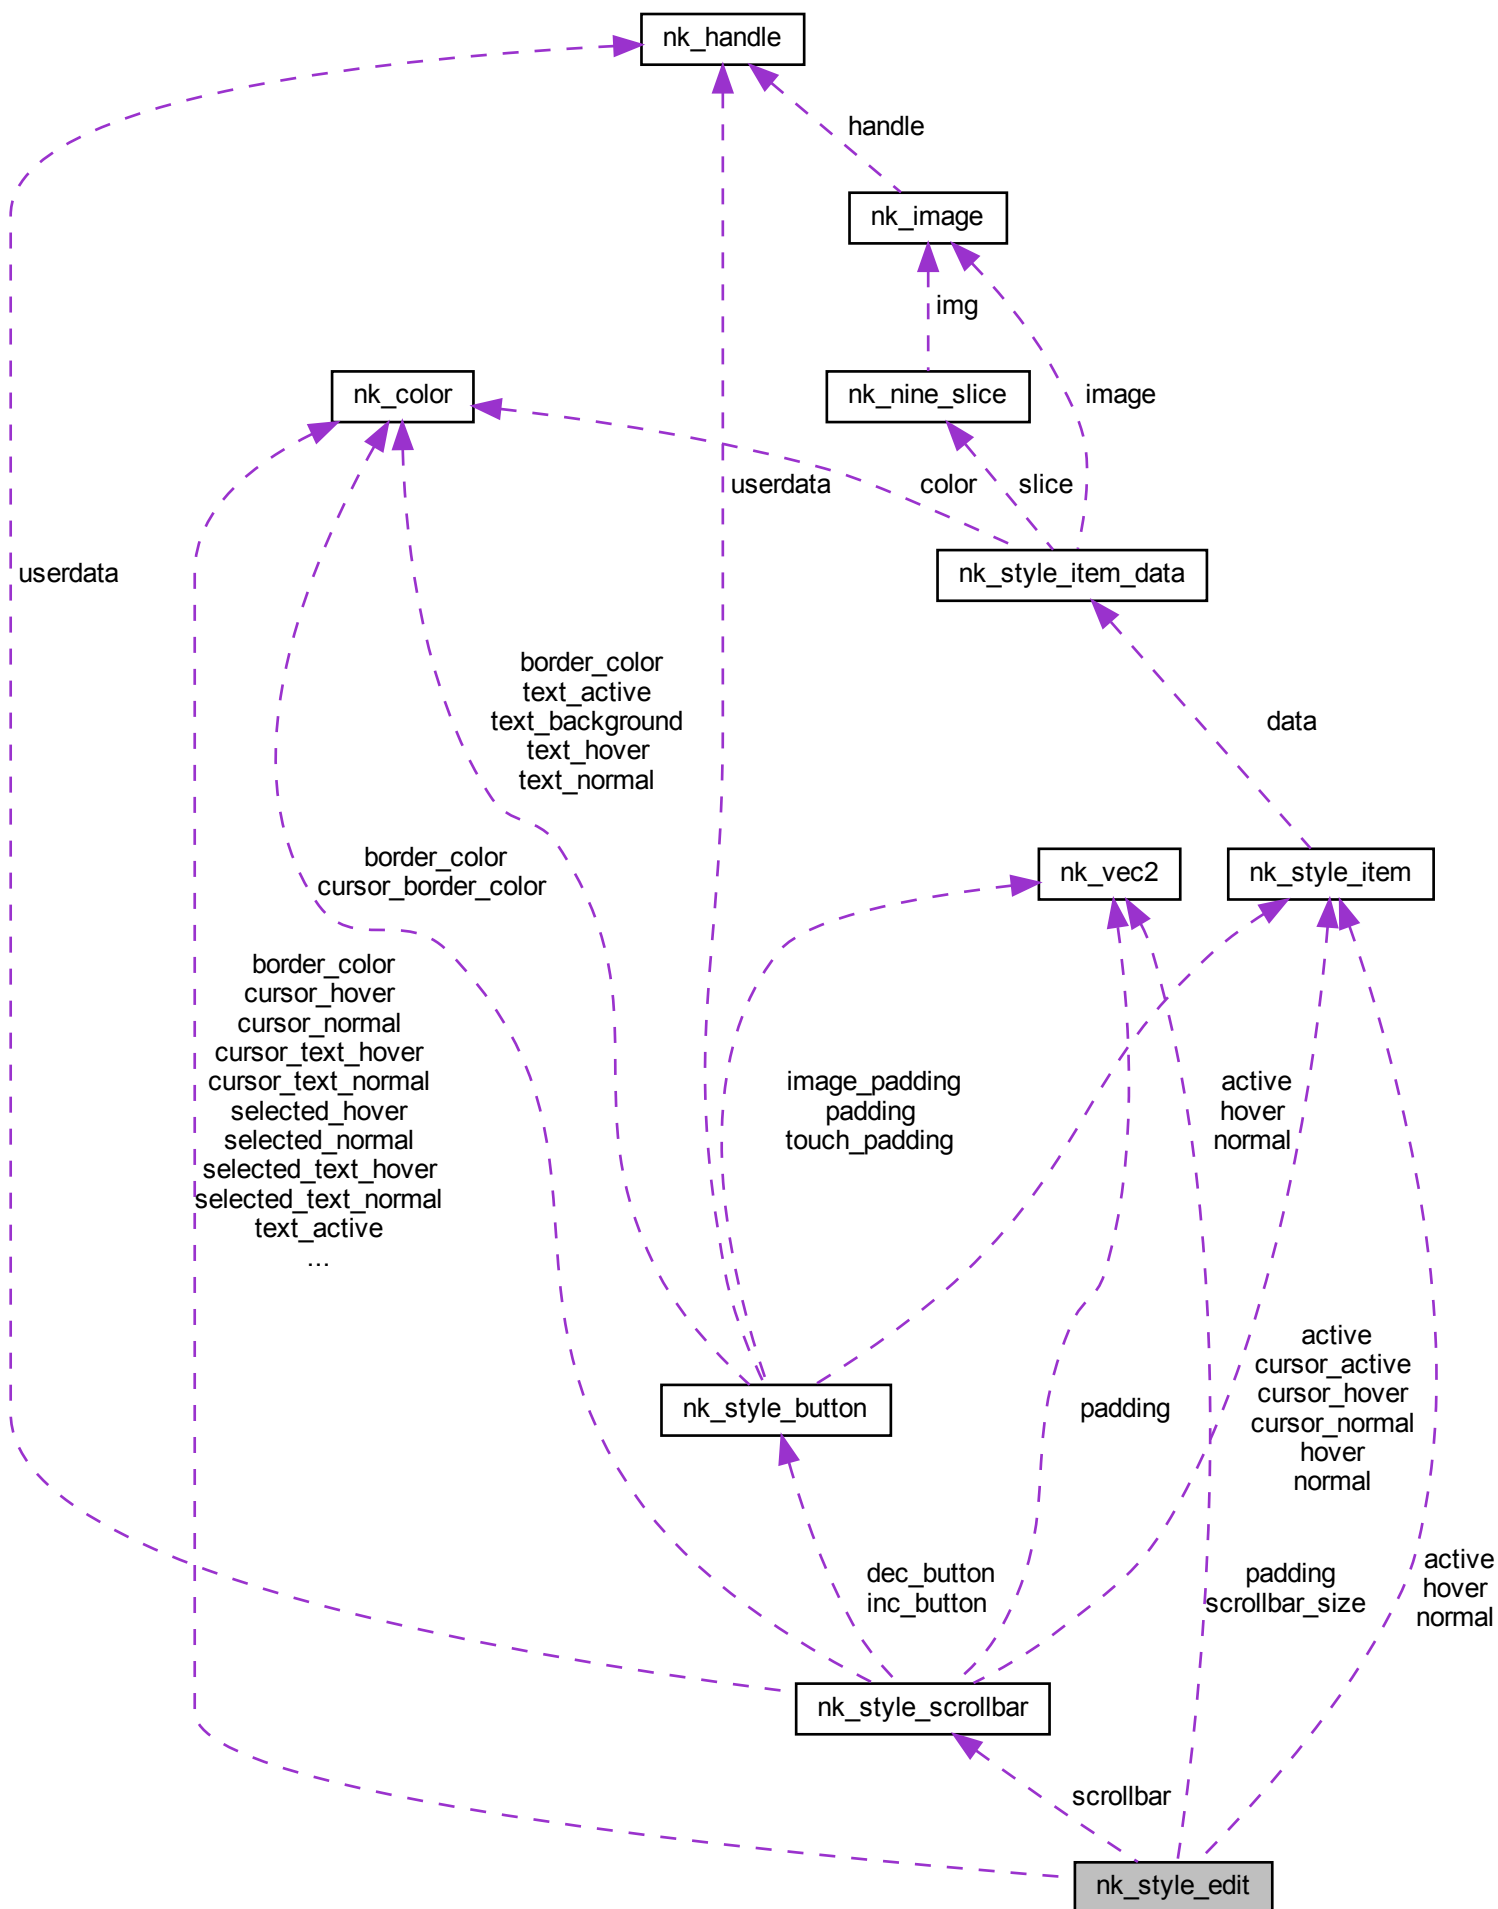 nk_handle
handle
nk_image
img
nk_color
nk_nine_slice
image
userdata
color
slice
userdata
nk_style_item_data
border_color
text_active
text_background
text_hover
text_normal
data
border_color
cursor_border_color
nk_vec2
nk_style_item
border_color
cursor_hover
cursor_normal
cursor_text_hover
cursor_text_normal
selected_hover
selected_normal
selected_text_hover
selected_text_normal
text_active
...
image_padding
padding
touch_padding
active
hover
normal
nk_style_button
padding
active
cursor_active
cursor_hover
cursor_normal
hover
normal
dec_button
inc_button
padding
scrollbar_size
active
hover
normal
nk_style_scrollbar
scrollbar
nk_style_edit